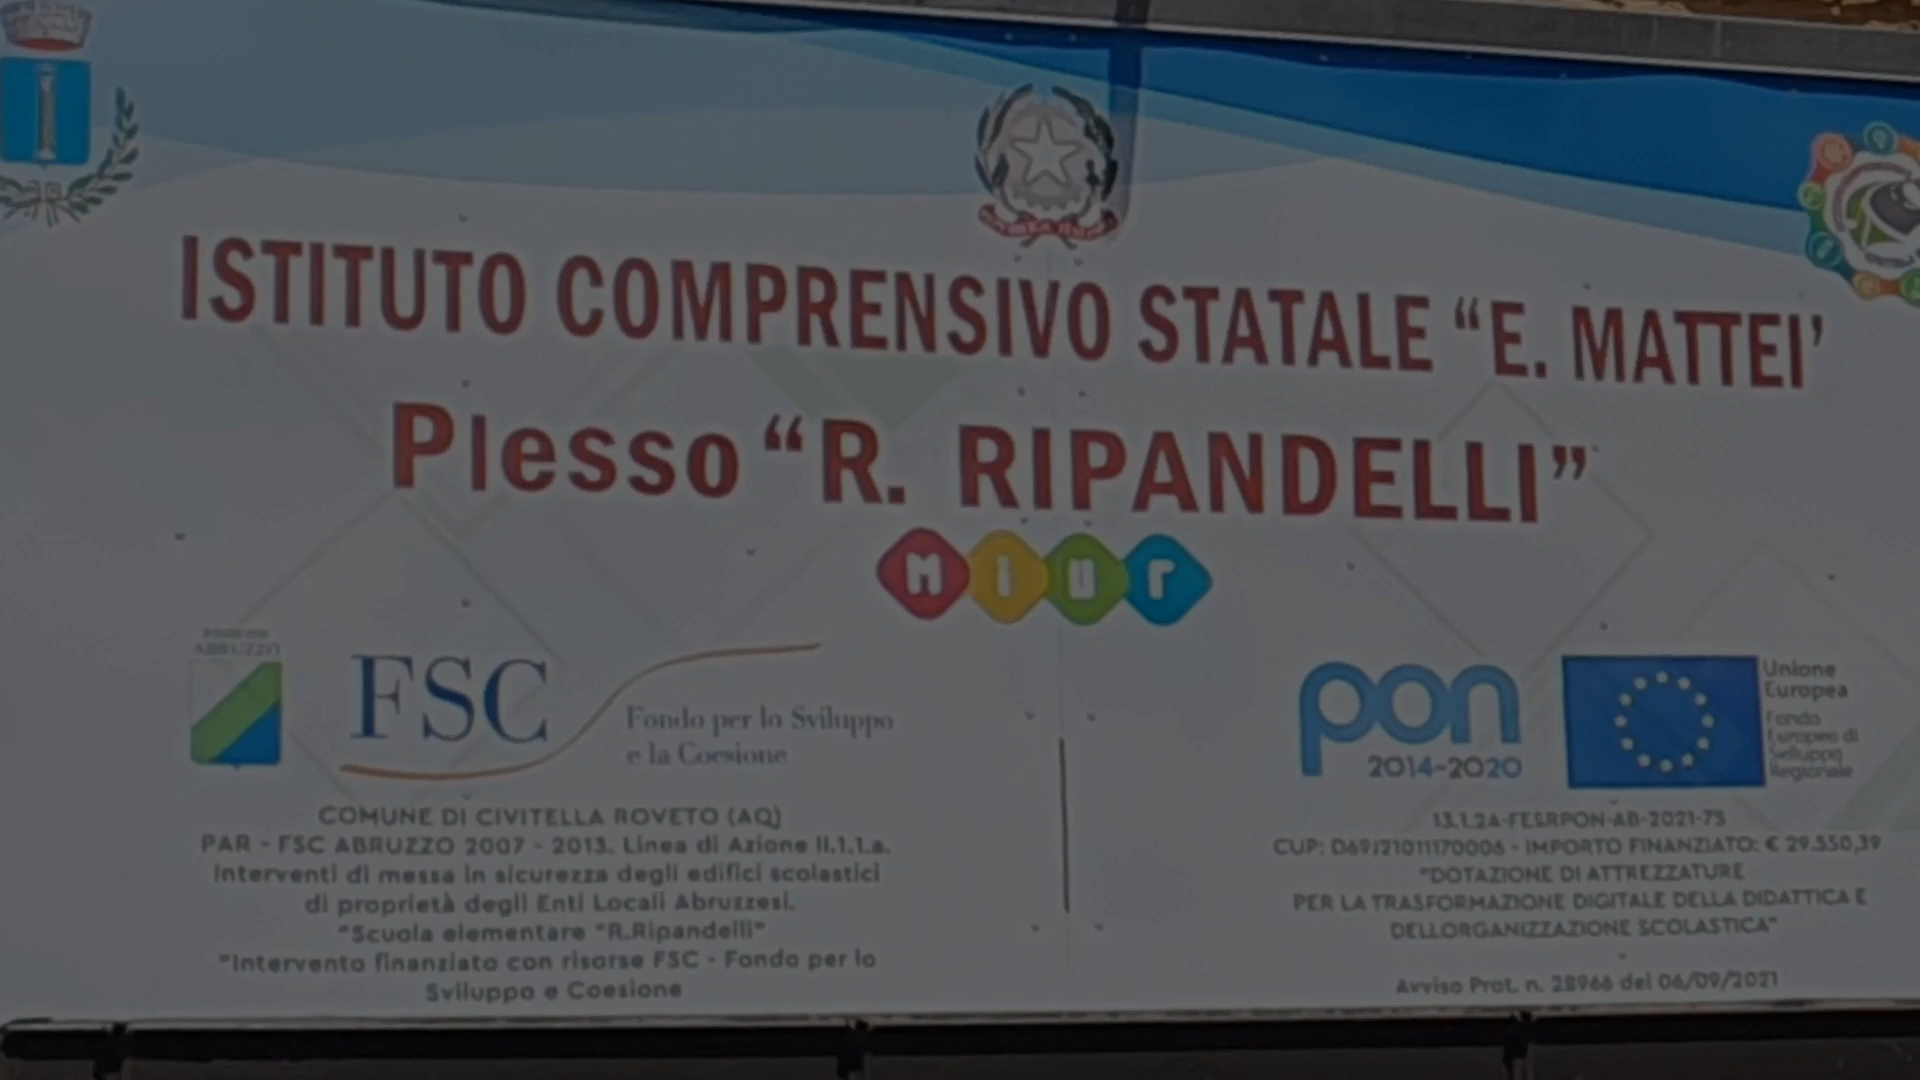 ISTITUTO COMPRENSIVO STATALE “E. MATTEI’
Plesso “R. RIPANDELLI”
Miur
REGIONE
ABRUZZO
FSC
Fondo per lo Sviluppo
e la Coesione
COMUNE DI CIVITELLA ROVETO (AQ)
PAR - FSC ABRUZZO 2007 - 2013. Linea di Azione II.1.1.a.
Interventi di messa in sicurezza degli edifici scolastici
di proprietà degli Enti Locali Abruzzesi.
"Scuola elementare "R.Ripandelli"
"Intervento finanziato con risorse FSC - Fondo per lo
Sviluppo e Coesione
pon
2014-2020
Unione
Europea
Fondo
Europeo di
Sviluppo
Regionale
13.1.2A-FESRPON-AB-2021-73
CUP: D69J21011170006 - IMPORTO FINANZIATO: € 29.550,39
"DOTAZIONE DI ATTREZZATURE
PER LA TRASFORMAZIONE DIGITALE DELLA DIDATTICA E
DELLORGANIZZAZIONE SCOLASTICA"
Avviso Prot. n. 28966 del 06/09/2021